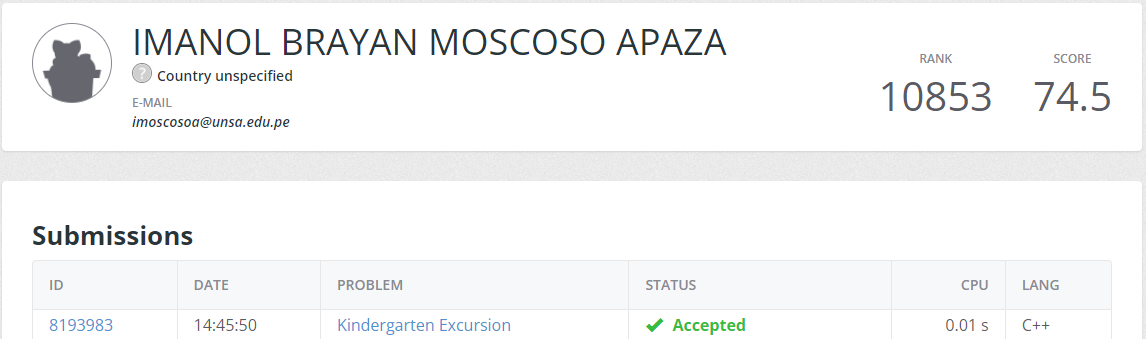 IMANOL BRAYAN MOSCOSO APAZA
? Country unspecified
E-MAIL
imoscosoa@unsa.edu.pe
RANK SCORE
10853 74.5
Submissions
ID DATE PROBLEM STATUS CPU LANG
8193983 14:45:50 Kindergarten Excursion Accepted 0.01 s C++